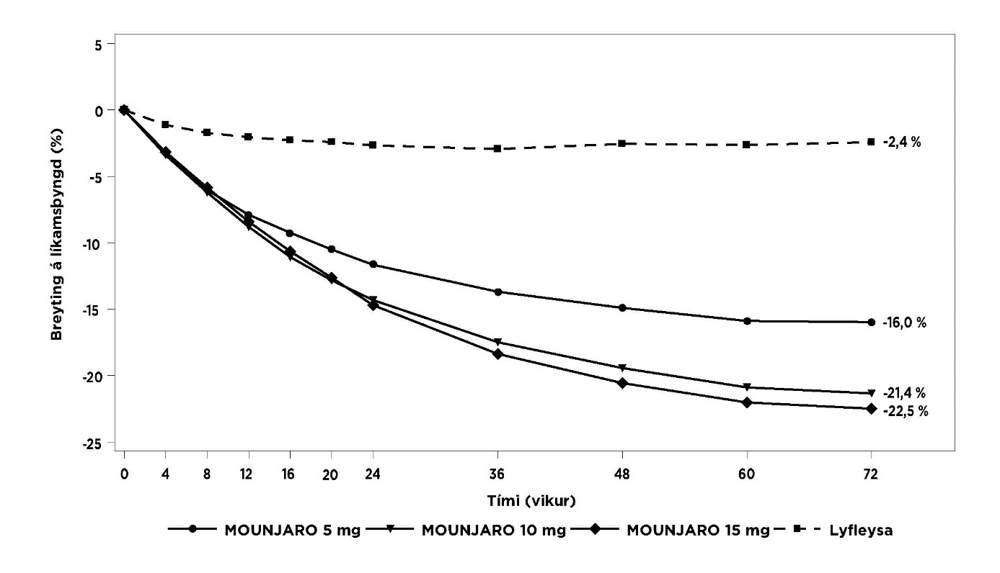 5
0
-5
-10
-15
-20
-25
Breyting á líkamsþyngd (%)
-2,4 %
-16,0 %
-21,4 %
-22,5 %
0 4 8 12 16 20 24 36 48 60 72
Tími (vikur)
MOUNJARO 5 mg MOUNJARO 10 mg MOUNJARO 15 mg Lyfleysa